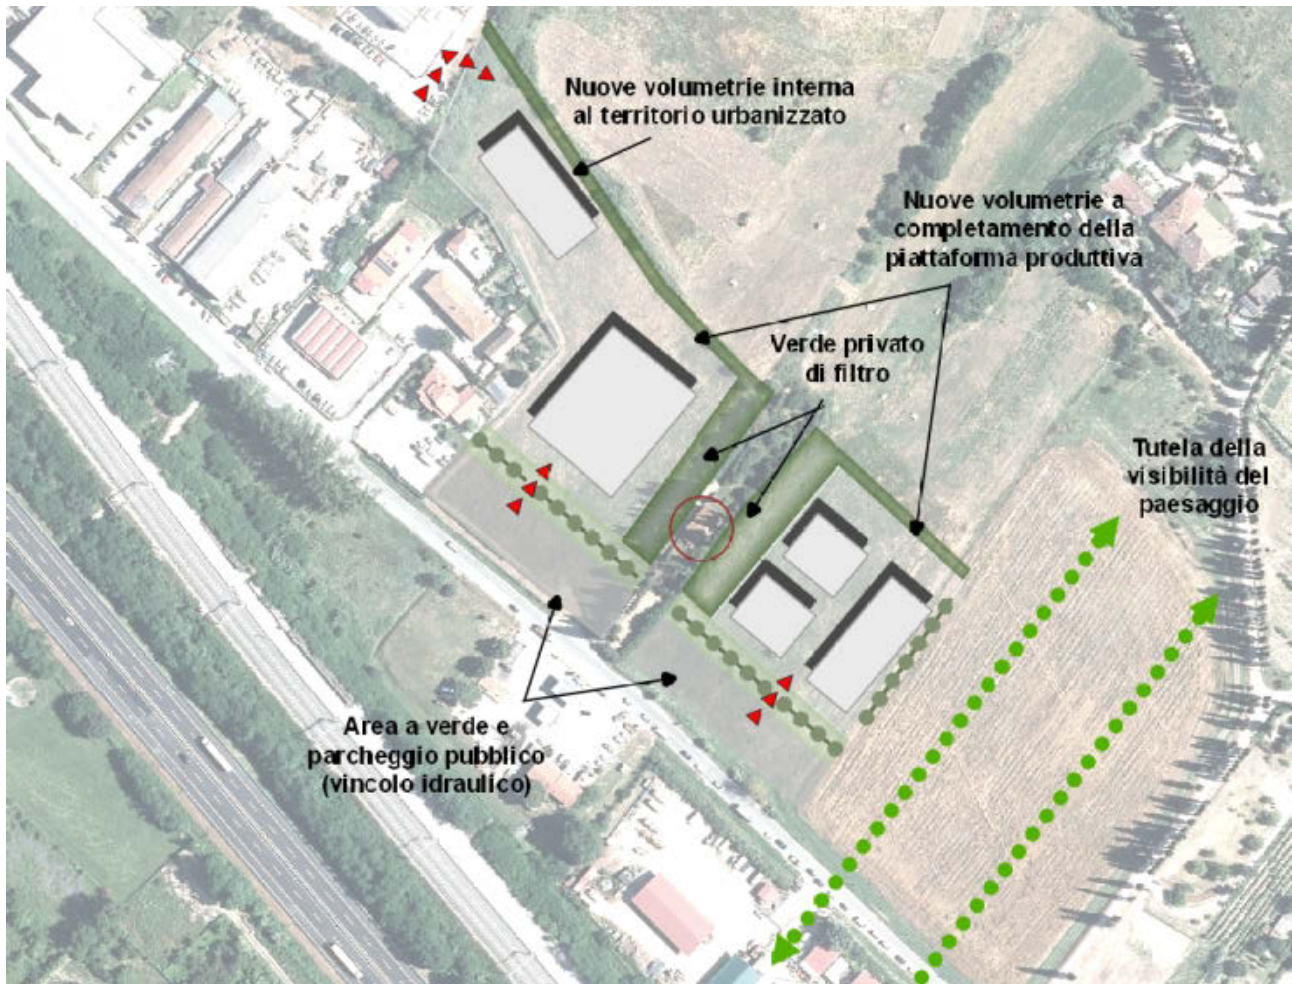 Nuove volumetrie interna
al territorio urbanizzato
Nuove volumetrie a
completamento della
piattaforma produttiva
Verde privato
di filtro
Tutela della
visibilità del
paesaggio
Area a verde e
parcheggio pubblico
(vincolo idraulico)